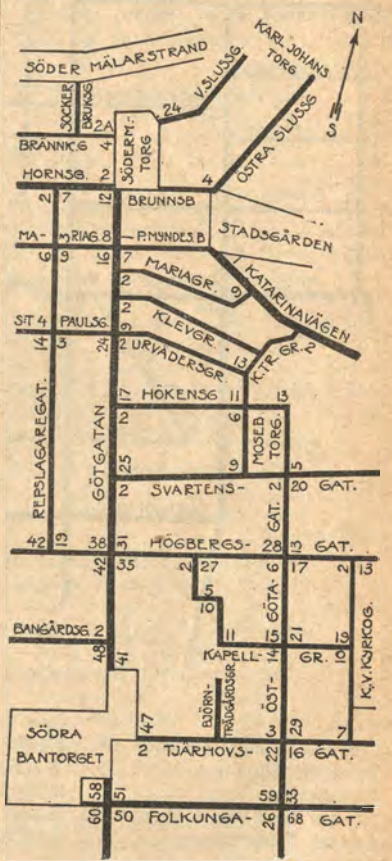 N
S
KARL JOHANS
TORG
SÖDER MÄLARSTRAND
SOCKER
BRUKSG
24
V. SLUSSG
ÖSTRA SLUSSG
2A
BRÄNNK.G 4
HORNSG. 2
SÖDERM.-
TORG
4
2 7 12
BRUNNSB
STADSGÅRDEN
MA- RIAG. 8
P. MYNDES. B
6 9 16 7
MARIAGR. 9
KATARINAVÄGEN
2
KLEVGR. 13
S:T 4 PAULSG. 9
K.TR. GR. 2
14 3 24 2 URVÄDERSGR.
17 HÖKENSG 11 13
2 6
REPSLAGAREGAT.
GÖTGATAN
MOSEB
TORG.
25 9 5
2 SVARTENS- 2 20 GAT.
GAT.
42 19 38 31 HÖGBERGS- 28 13 GAT.
42 35 2 27 6 17 2 13
5
10
GÖTA-
BANGÅRDSG. 2
11 15 21 19
48 41 KAPELL- 14 GR. 10
K.V. KYRKOG.
BJÖRN-
TRÄDGÅRDSGR.
ÖST-
47 3 29 7
SÖDRA
BANTORGET
2 TJÄRHOVS- 22 16 GAT.
58 51 59 33
60 50 FOLKUNGA- 26 68 GAT.